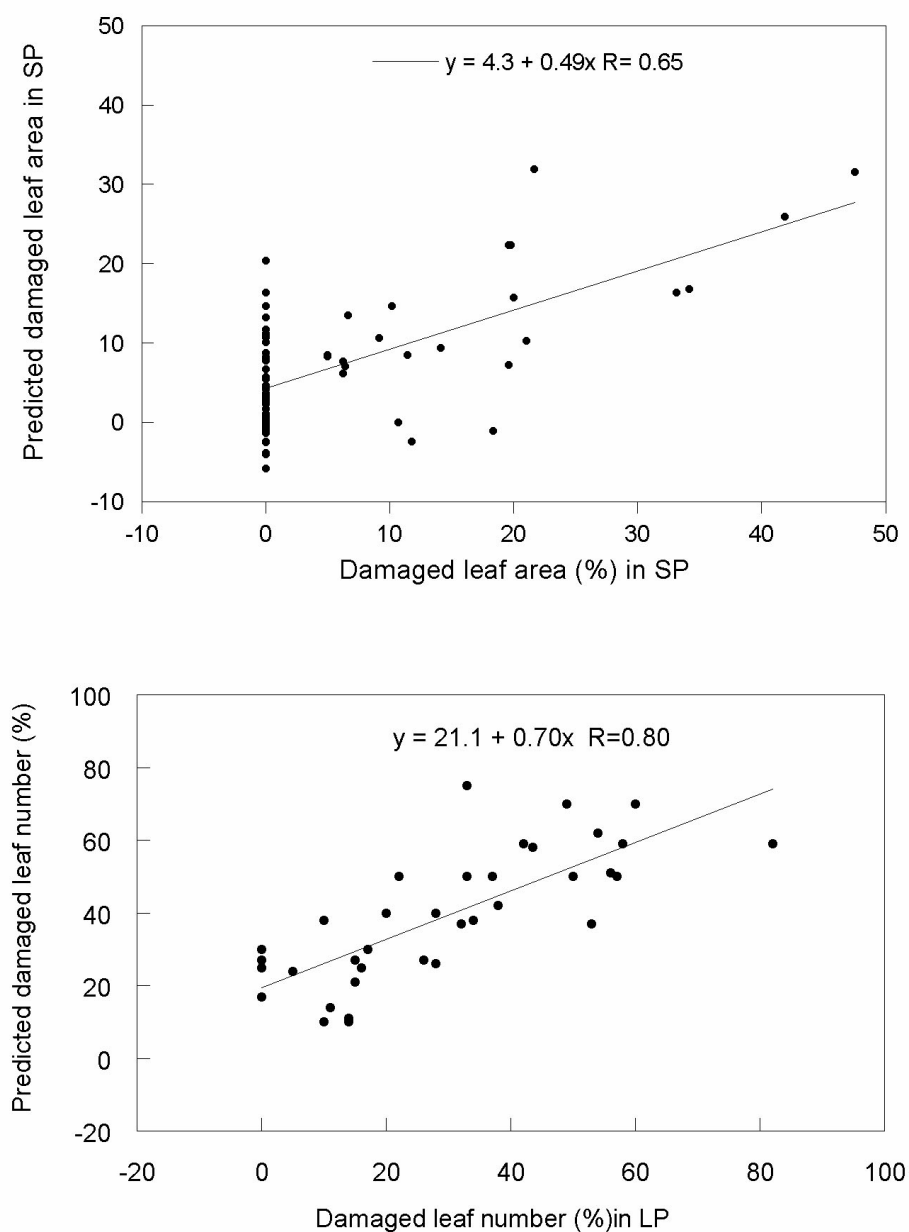 50
y = 4.3 + 0.49x R= 0.65
40
30
20
10
0
-10
-10 0 10 20 30 40 50
Predicted damaged leaf area in SP
Damaged leaf area (%) in SP
100
y = 21.1 + 0.70x R=0.80
80
60
40
20
0
-20
-20 0 20 40 60 80 100
Predicted damaged leaf number (%)
Damaged leaf number (%)in LP